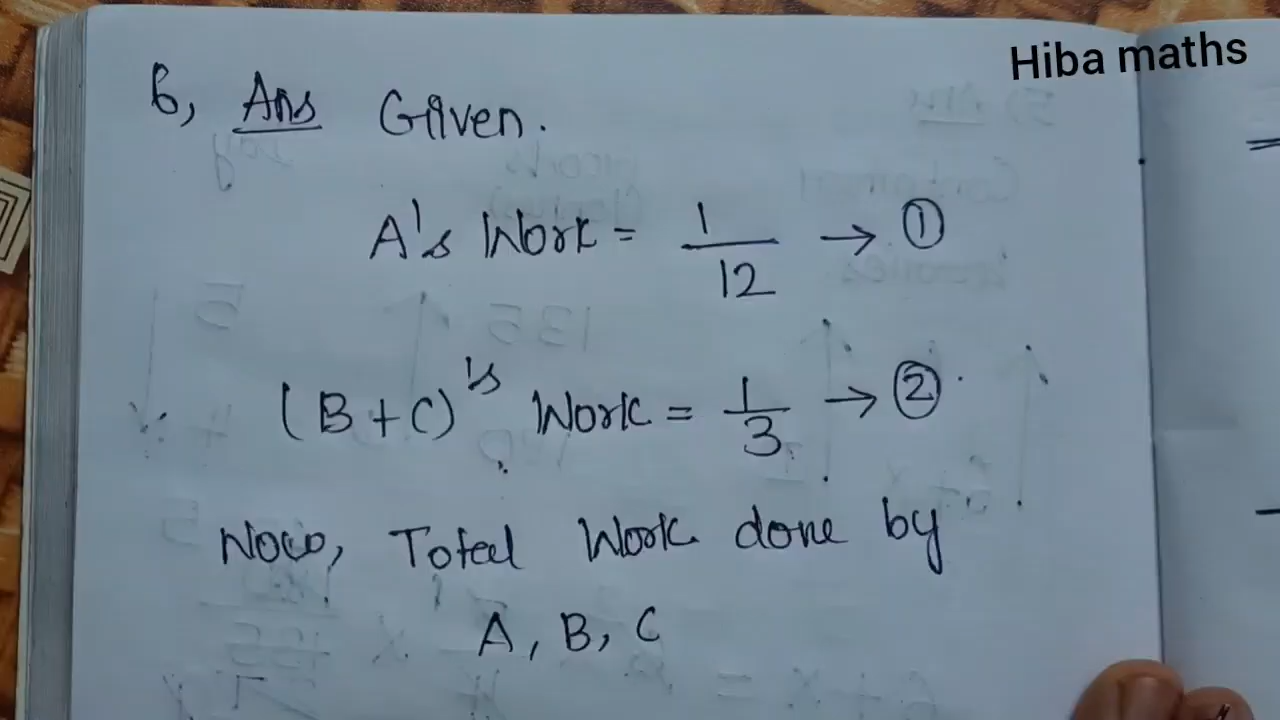 Hiba maths
6, Ans Given.
A's Work = 1/12 → ①
(B+C)'s Work = 1/3 → ②
Now, Total Work done by
A, B, C